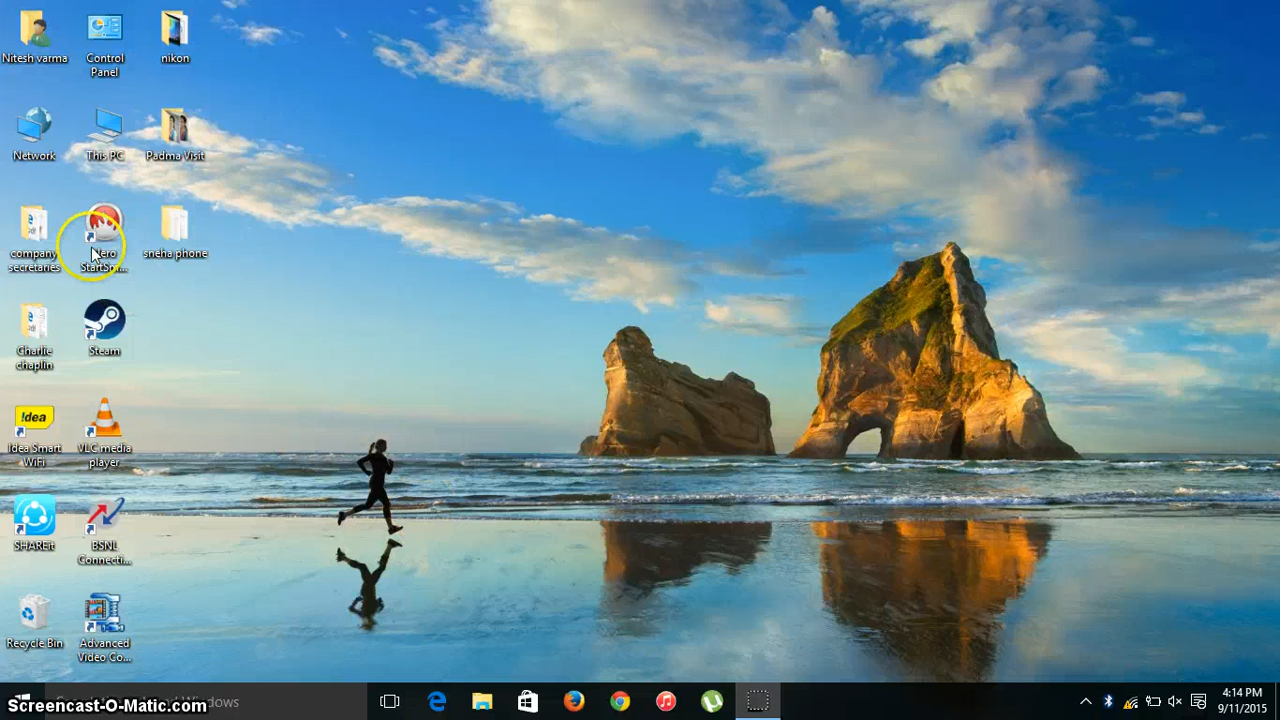 Nitesh varma
Control
Panel
nikon
Network
This PC
Padma Visit
company
secretaries
Nero
StartSm...
sneha phone
Charlie
chaplin
Steam
Idea
Idea Smart
WiFi
VLC media
player
SHAREit
BSNL
Connecti...
Recycle Bin
Advanced
Video Co...
Windows
Screencast-O-Matic.com
4:14 PM
9/11/2015